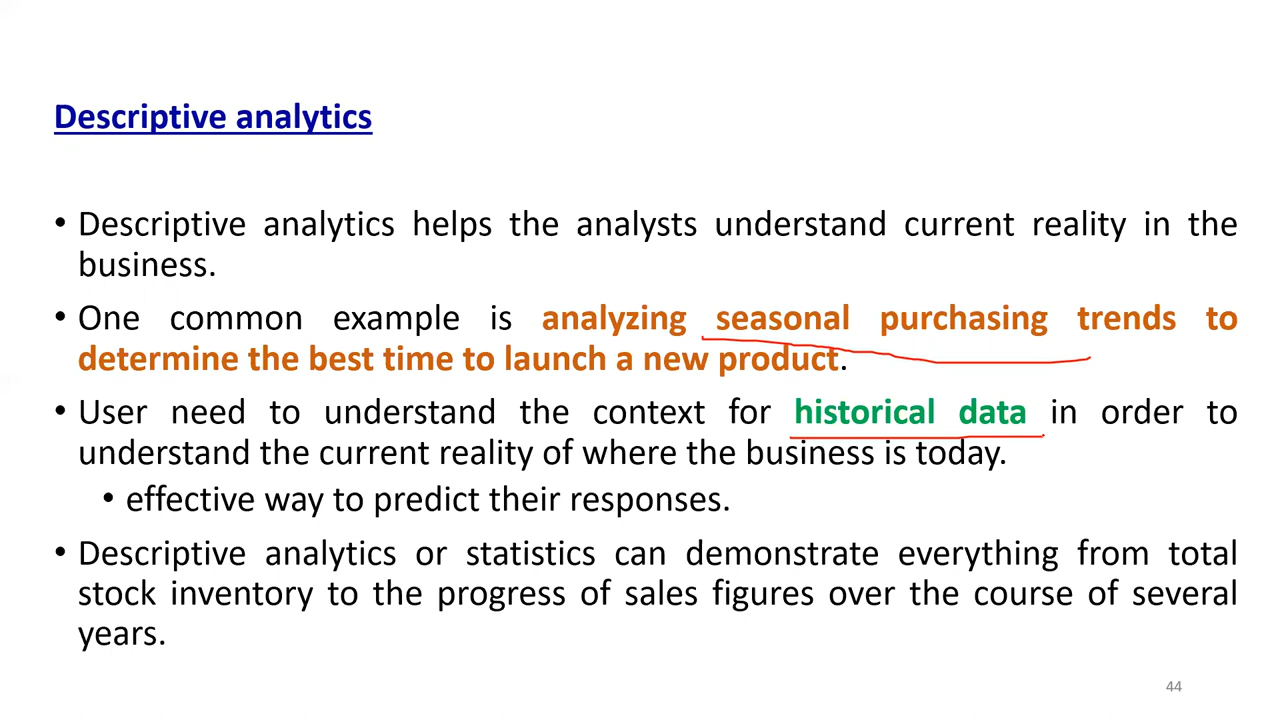 Descriptive analytics
• Descriptive analytics helps the analysts understand current reality in the
business.
• One common example is analyzing seasonal purchasing trends to
determine the best time to launch a new product.
• User need to understand the context for historical data in order to
understand the current reality of where the business is today.
• effective way to predict their responses.
• Descriptive analytics or statistics can demonstrate everything from total
stock inventory to the progress of sales figures over the course of several
years.
44